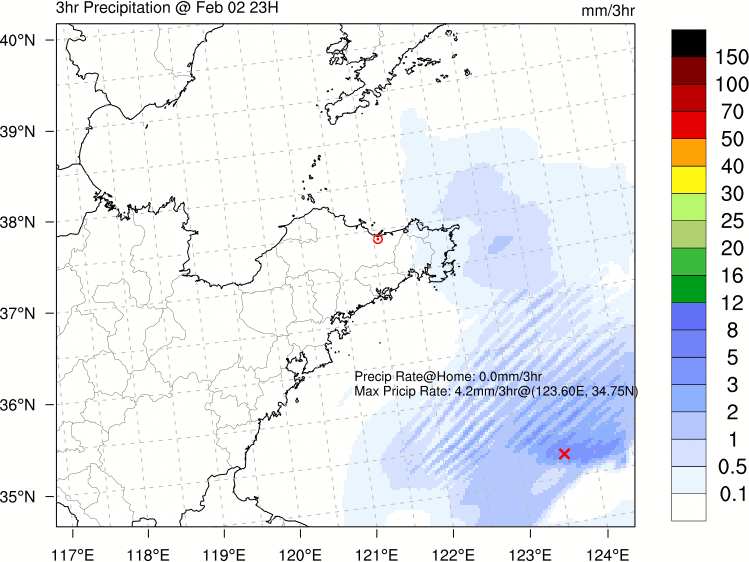 3hr Precipitation @ Feb 02 23H
mm/3hr
40°N
39°N
38°N
37°N
36°N
35°N
Precip Rate@Home: 0.0mm/3hr
Max Pricip Rate: 4.2mm/3hr@(123.60E, 34.75N)
117°E 118°E 119°E 120°E 121°E 122°E 123°E 124°E
150
100
70
50
40
30
25
20
16
12
8
5
3
2
1
0.5
0.1